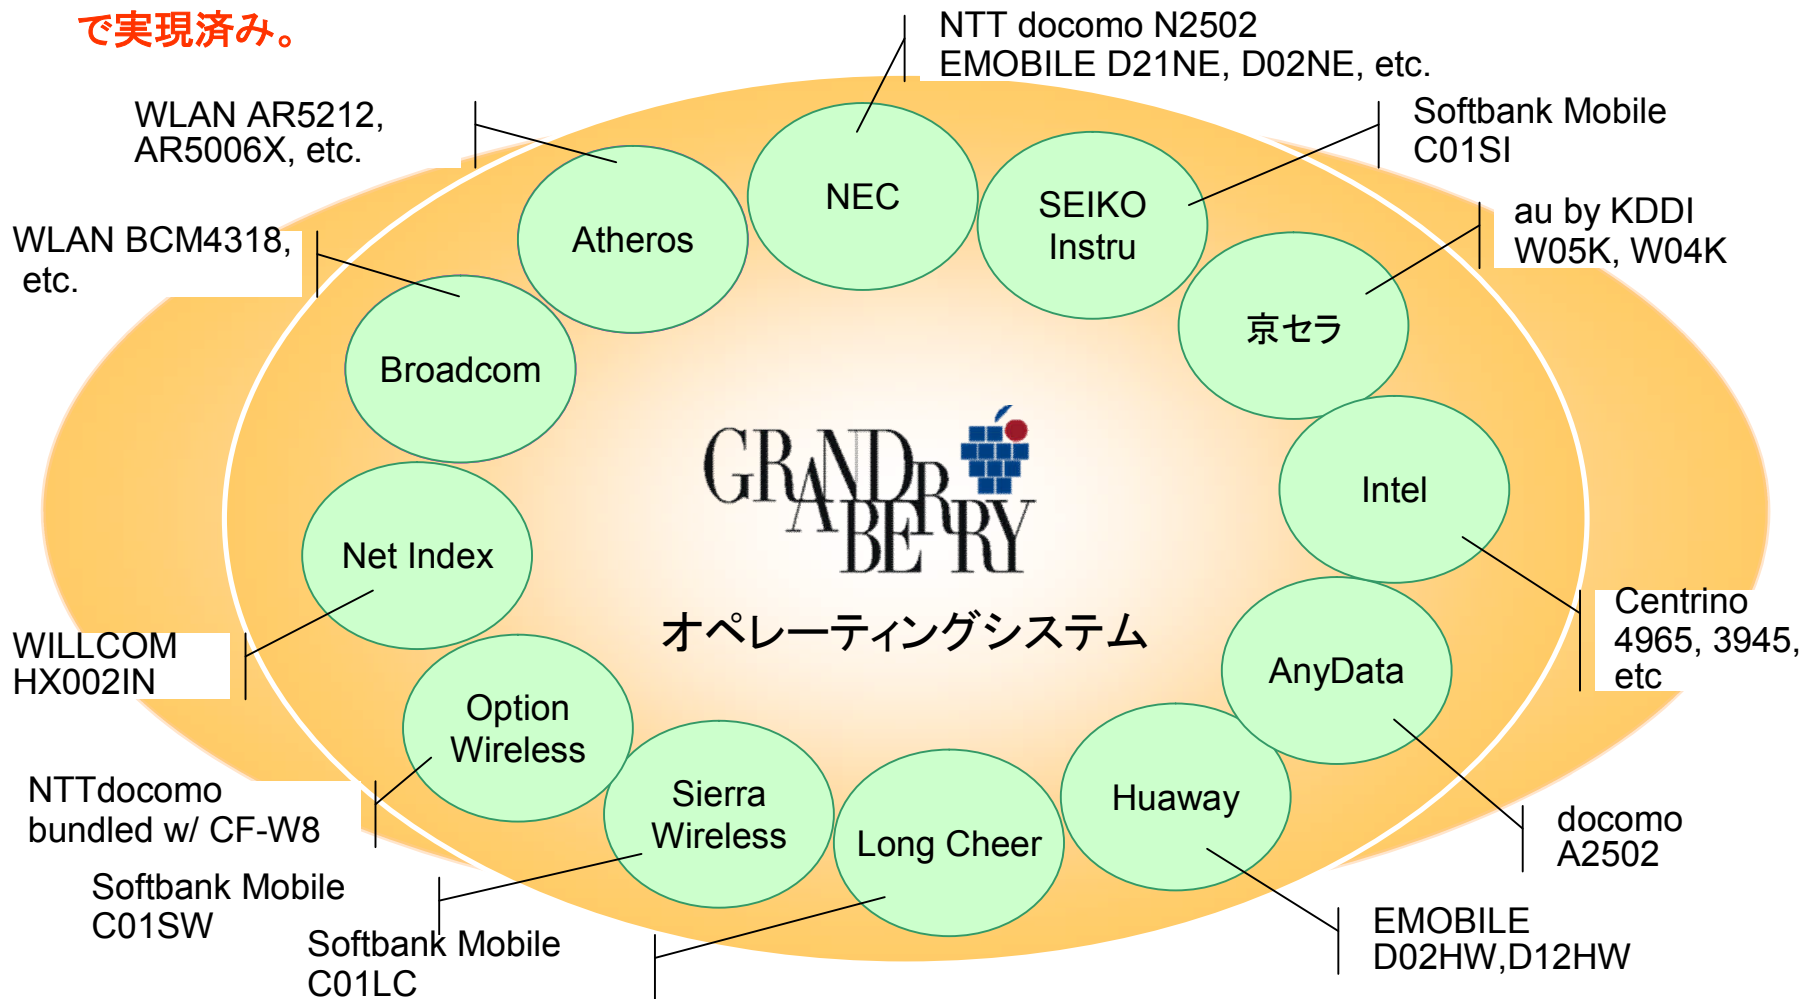 で実現済み。
NTT docomo N2502
EMOBILE D21NE, D02NE, etc.
WLAN AR5212,
AR5006X, etc.
Softbank Mobile
C01SI
NEC
SEIKO
Instru
Atheros
au by KDDI
W05K, W04K
WLAN BCM4318,
etc.
京セラ
Broadcom
GRANDBERRY
Intel
Net Index
オペレーティングシステム
Centrino
4965, 3945,
etc
WILLCOM
HX002IN
AnyData
Option
Wireless
NTTdocomo
bundled w/ CF-W8
Sierra
Wireless
Long Cheer
Huaway
docomo
A2502
Softbank Mobile
C01SW
Softbank Mobile
C01LC
EMOBILE
D02HW,D12HW